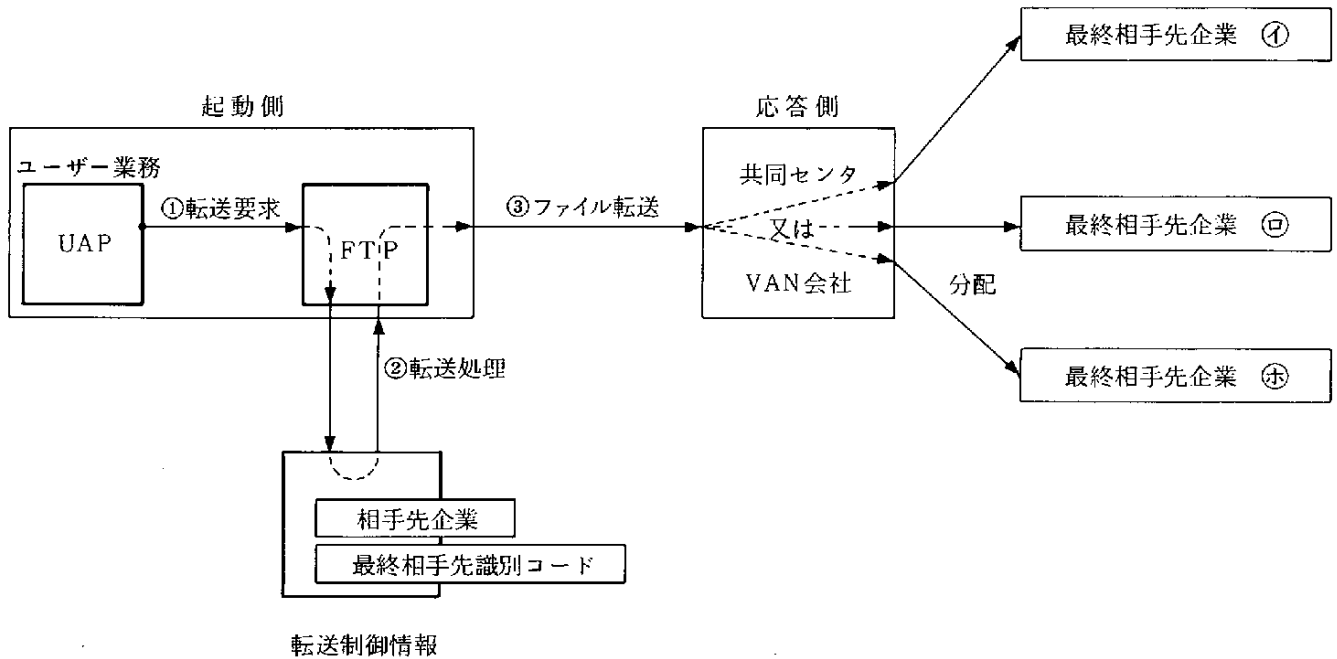 最終相手先企業 ㋑
起動側
応答側
ユーザー業務
UAP
①転送要求
FTP
③ファイル転送
共同センタ
又は
VAN会社
最終相手先企業 ㋺
分配
②転送処理
最終相手先企業 ㋭
相手先企業
最終相手先識別コード
転送制御情報